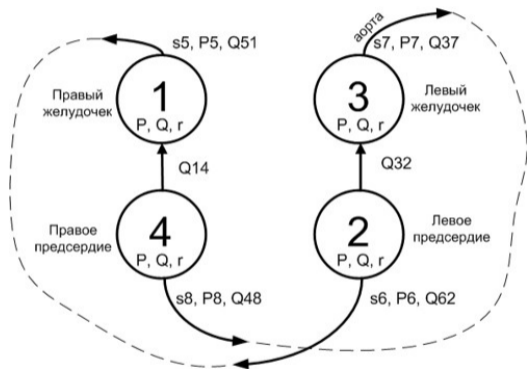 s5, P5, Q51
аорта
s7, P7, Q37
Правый
желудочек
1
P, Q, r
3
P, Q, r
Левый
желудочек
Q14
Q32
Правое
предсердие
4
P, Q, r
2
P, Q, r
Левое
предсердие
s8, P8, Q48
s6, P6, Q62